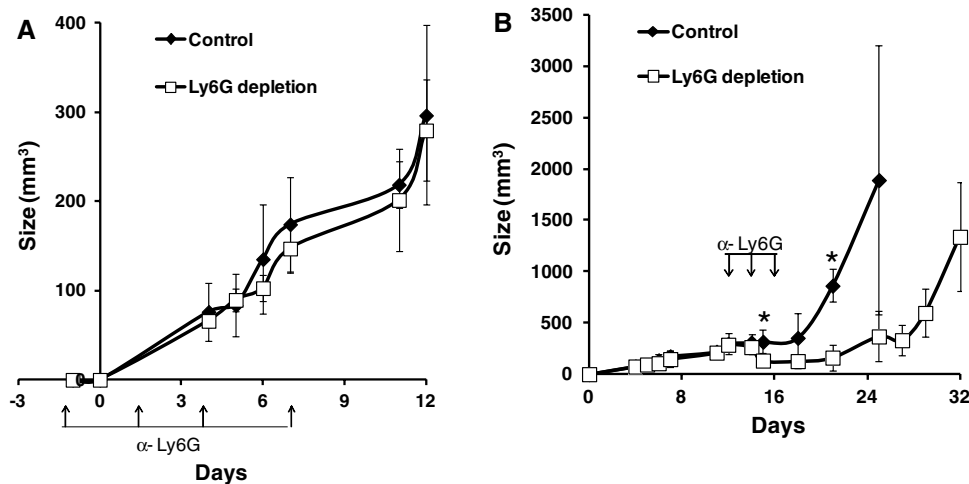 A
Size (mm³)
400
300
200
100
0
-3 0 3 6 9 12
Control
Ly6G depletion
α- Ly6G
Days
B
Size (mm³)
3500
3000
2500
2000
1500
1000
500
0
0 8 16 24 32
Control
Ly6G depletion
α- Ly6G
*
*
Days